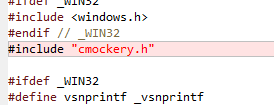 #ifdef _WIN32
#include <windows.h>
#endif // _WIN32
#include "cmockery.h"
#ifdef _WIN32
#define vsnprintf _vsnprintf